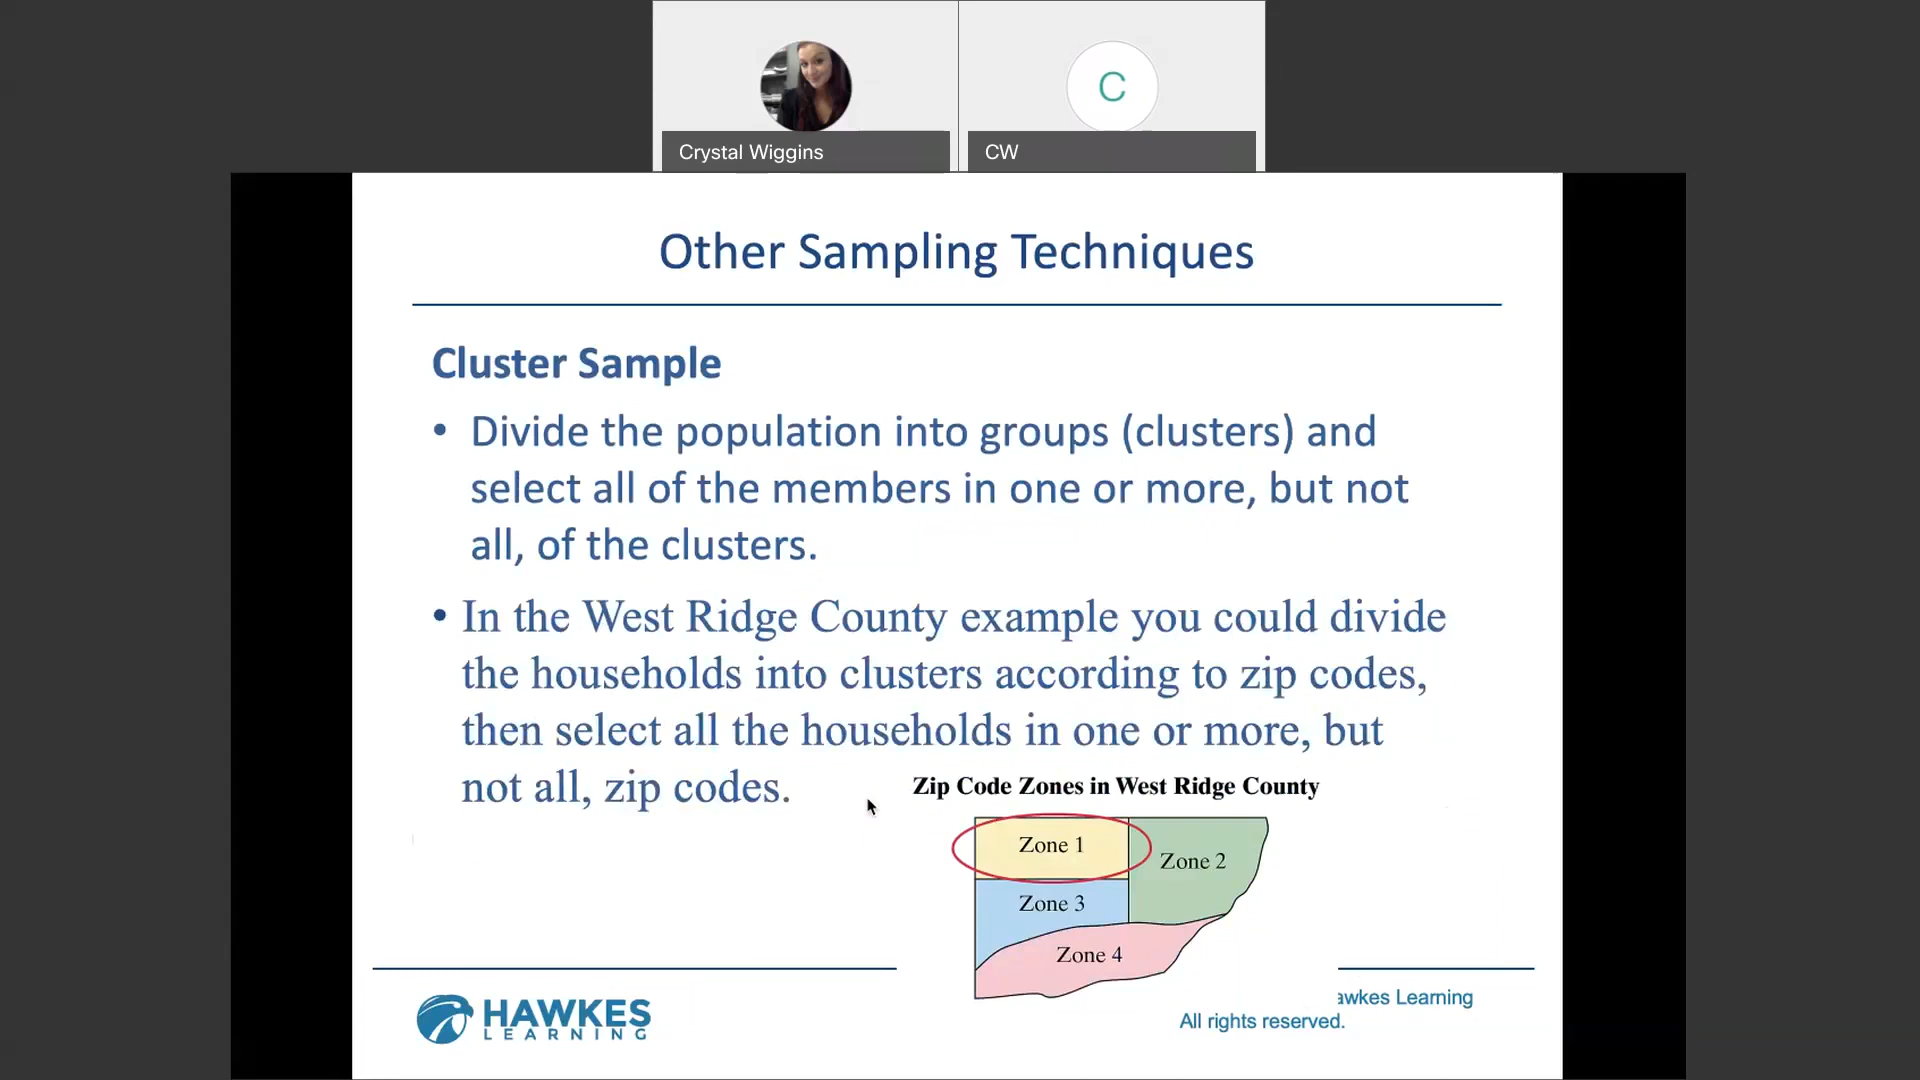 C
Crystal Wiggins
CW
Other Sampling Techniques
Cluster Sample
• Divide the population into groups (clusters) and
select all of the members in one or more, but not
all, of the clusters.
• In the West Ridge County example you could divide
the households into clusters according to zip codes,
then select all the households in one or more, but
not all, zip codes.
Zip Code Zones in West Ridge County
Zone 1
Zone 2
Zone 3
Zone 4
HAWKES
LEARNING
awkes Learning
All rights reserved.